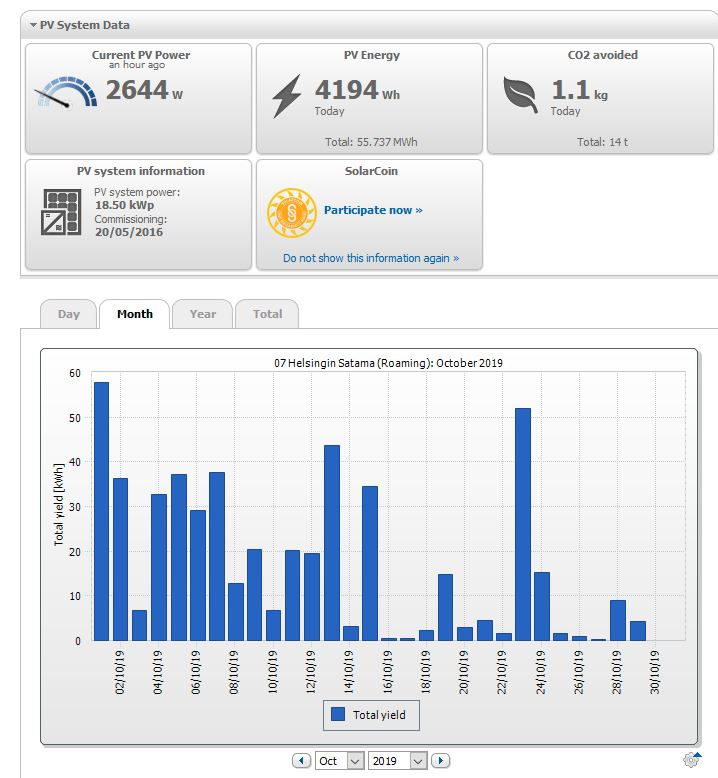 PV System Data
Current PV Power
an hour ago
2644 W
PV Energy
4194 Wh
Today
Total: 55.737 MWh
CO2 avoided
1.1 kg
Today
Total: 14 t
PV system information
PV system power:
18.50 kWp
Commissioning:
20/05/2016
SolarCoin
Participate now »
Do not show this information again »
Day Month Year Total
07 Helsingin Satama (Roaming): October 2019
Total yield [kWh]
60
50
40
30
20
10
0
02/10/19 04/10/19 06/10/19 08/10/19 10/10/19 12/10/19 14/10/19 16/10/19 18/10/19 20/10/19 22/10/19 24/10/19 26/10/19 28/10/19 30/10/19
Total yield
Oct 2019